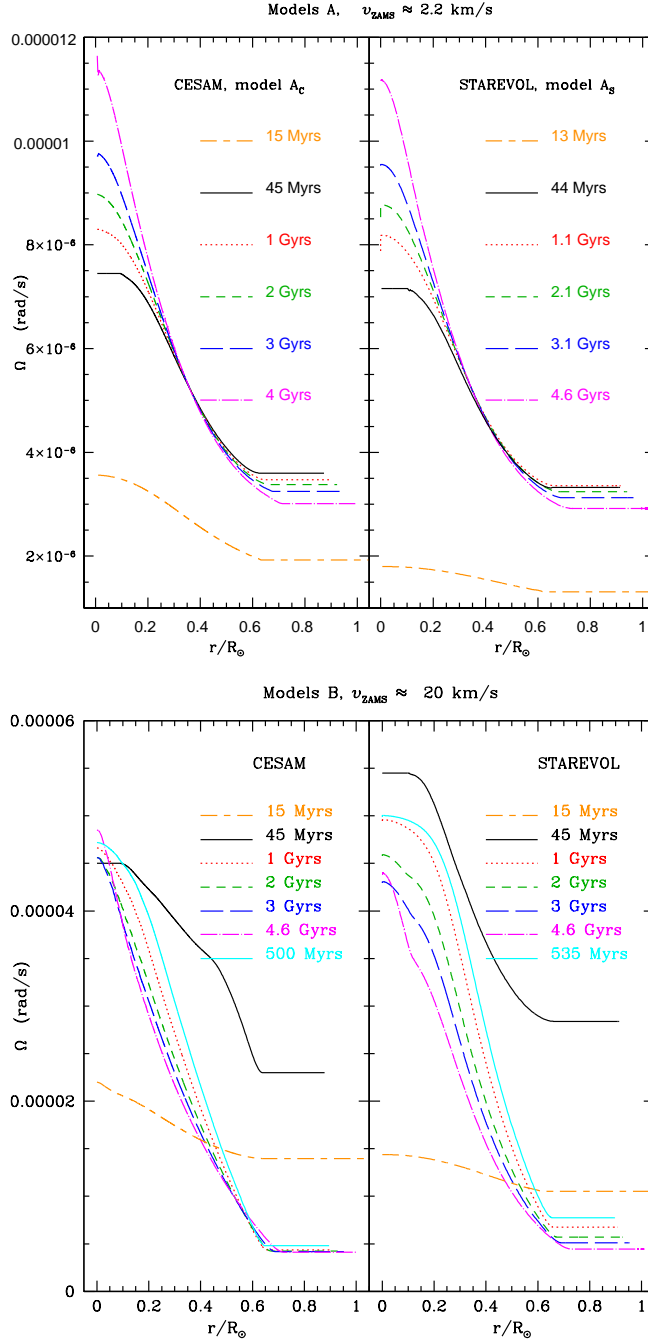 Models A, υZAMS ≈ 2.2 km/s
0.000012
0.00001
8×10⁻⁶
6×10⁻⁶
4×10⁻⁶
2×10⁻⁶
Ω (rad/s)
CESAM, model AC
15 Myrs
45 Myrs
1 Gyrs
2 Gyrs
3 Gyrs
4 Gyrs
0 0.2 0.4 0.6 0.8 1
r/R⊙
STAREVOL, model AS
13 Myrs
44 Myrs
1.1 Gyrs
2.1 Gyrs
3.1 Gyrs
4.6 Gyrs
0 0.2 0.4 0.6 0.8 1
r/R⊙
Models B, υZAMS ≈ 20 km/s
0.00006
0.00004
0.00002
0
Ω (rad/s)
CESAM
15 Myrs
45 Myrs
1 Gyrs
2 Gyrs
3 Gyrs
4.6 Gyrs
500 Myrs
0 0.2 0.4 0.6 0.8 1
r/R⊙
STAREVOL
15 Myrs
45 Myrs
1 Gyrs
2 Gyrs
3 Gyrs
4.6 Gyrs
535 Myrs
0 0.2 0.4 0.6 0.8 1
r/R⊙